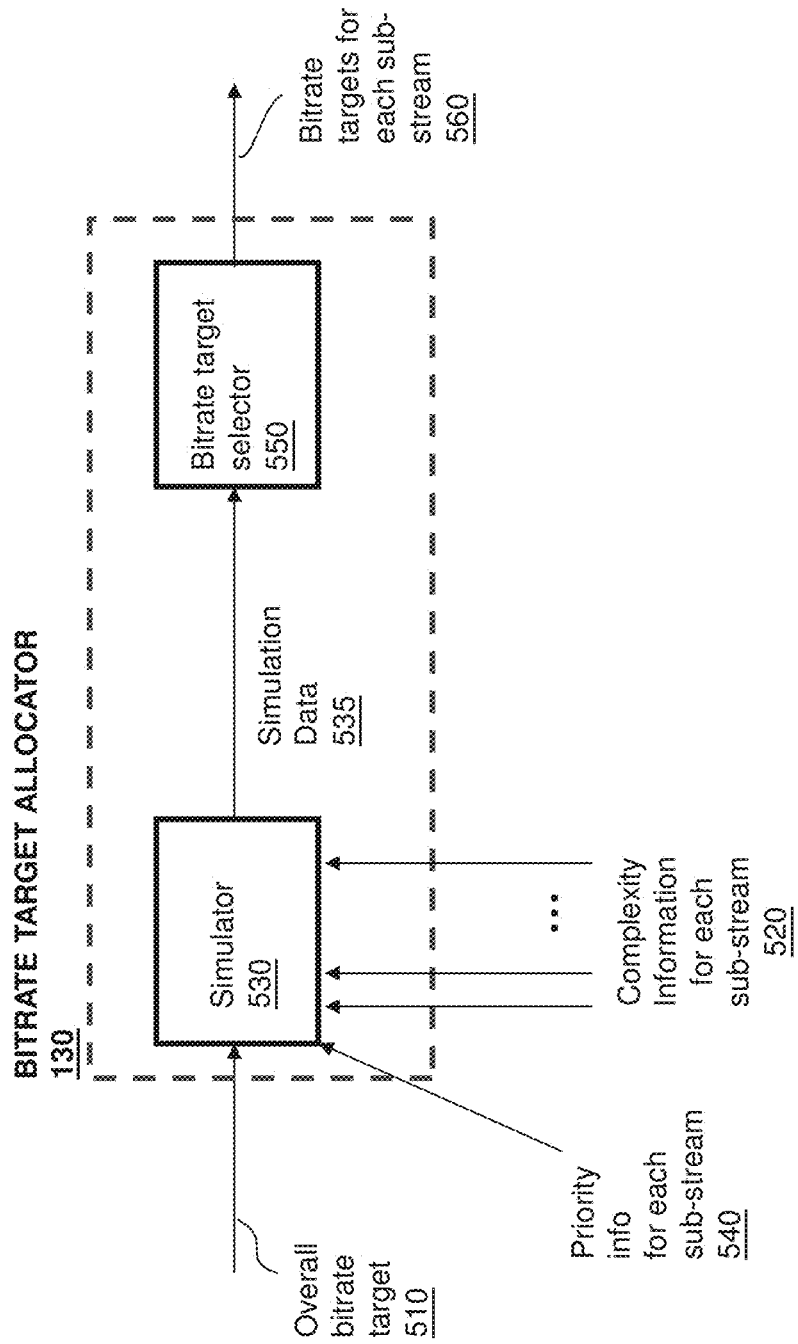 BITRATE TARGET ALLOCATOR
130
Overall
bitrate
target
510
Simulator
530
Simulation
Data
535
Bitrate target
selector
550
Bitrate
targets for
each sub-
stream
560
Priority
info
for each
sub-stream
540
...
Complexity
Information
for each
sub-stream
520